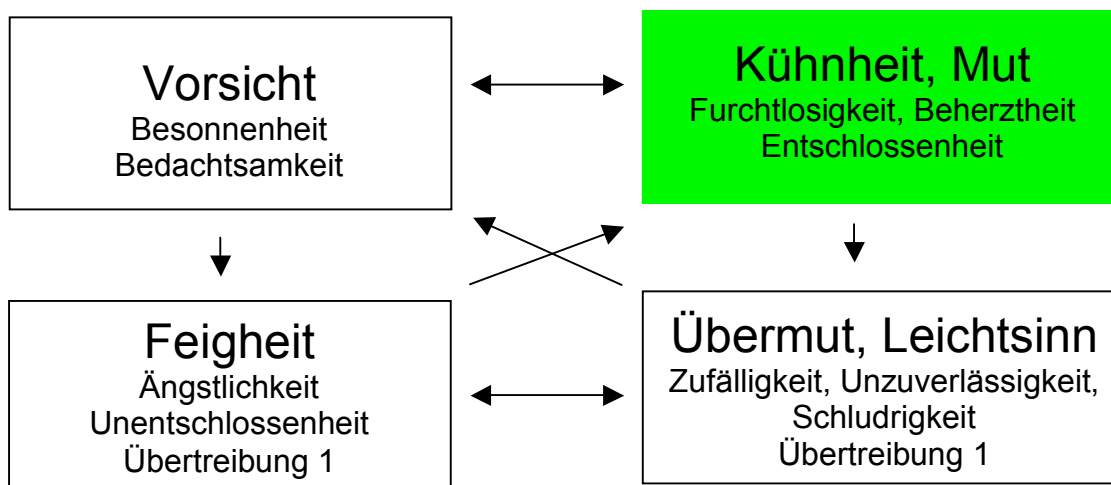 Vorsicht
Besonnenheit
Bedachtsamkeit
Kühnheit, Mut
Furchtlosigkeit, Beherztheit
Entschlossenheit
Feigheit
Ängstlichkeit
Unentschlossenheit
Übertreibung 1
Übermut, Leichtsinn
Zufälligkeit, Unzuverlässigkeit,
Schludrigkeit
Übertreibung 1